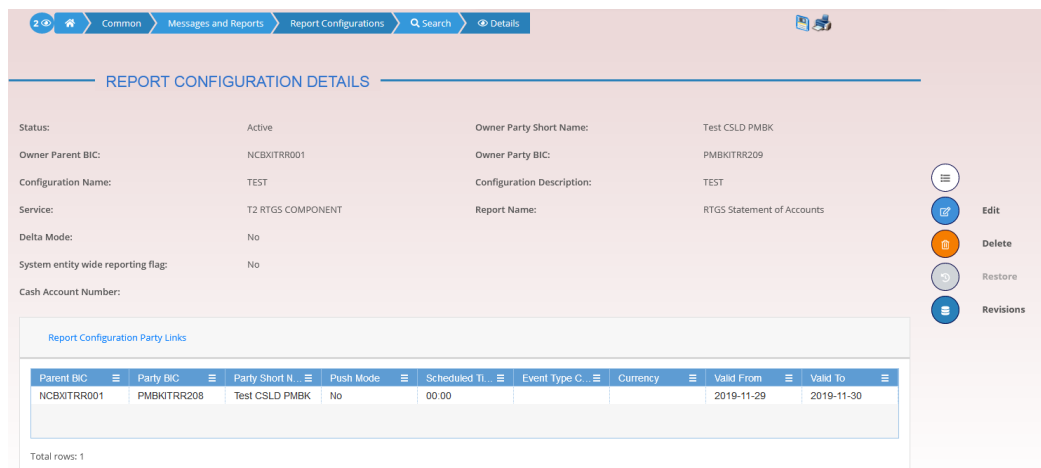 2 Common Messages and Reports Report Configurations Search Details
REPORT CONFIGURATION DETAILS
Status: Active Owner Party Short Name: Test CSLD PMBK
Owner Parent BIC: NCBXITRR001 Owner Party BIC: PMBKITRR209
Configuration Name: TEST Configuration Description: TEST
Service: T2 RTGS COMPONENT Report Name: RTGS Statement of Accounts
Edit
Delta Mode: No
Delete
System entity wide reporting flag: No
Restore
Cash Account Number:
Revisions
Report Configuration Party Links
Parent BIC Party BIC Party Short N... Push Mode Scheduled Ti... Event Type C... Currency Valid From Valid To
NCBXITRR001 PMBKITRR208 Test CSLD PMBK No 00:00 2019-11-29 2019-11-30
Total rows: 1